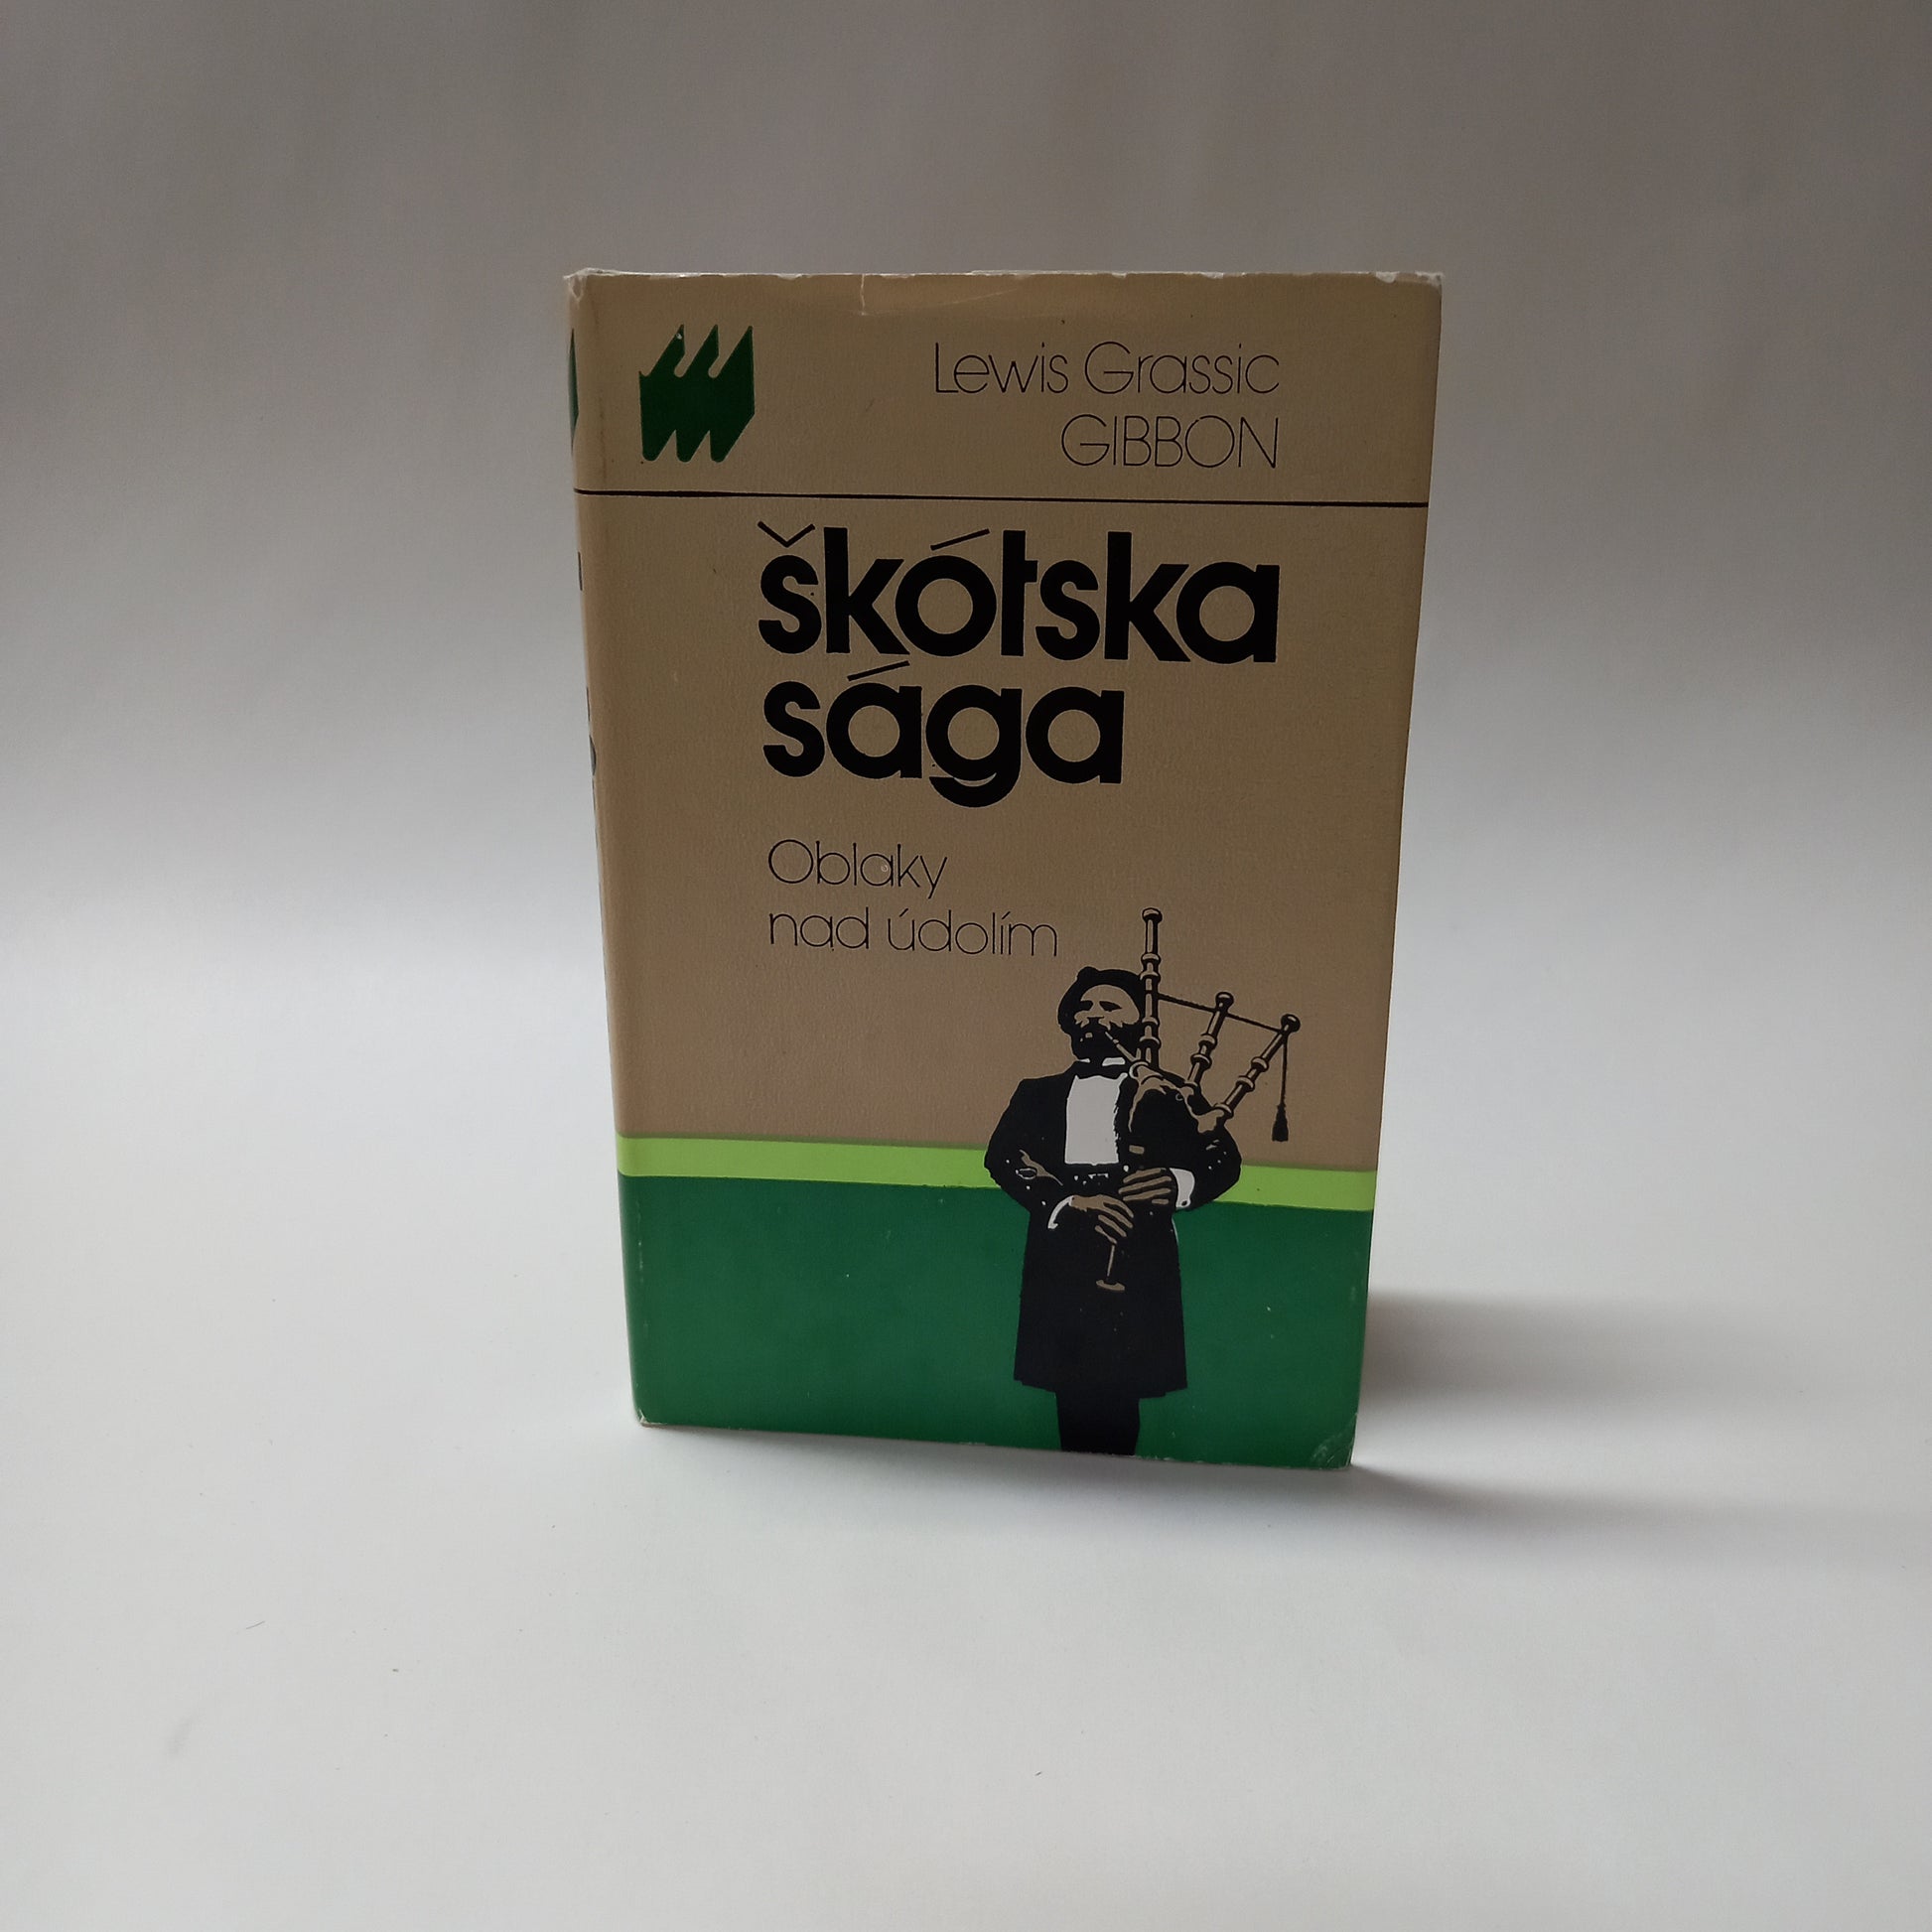 Lewis Grassic
GIBBON
škótska
sága
Oblaky
nad údolím